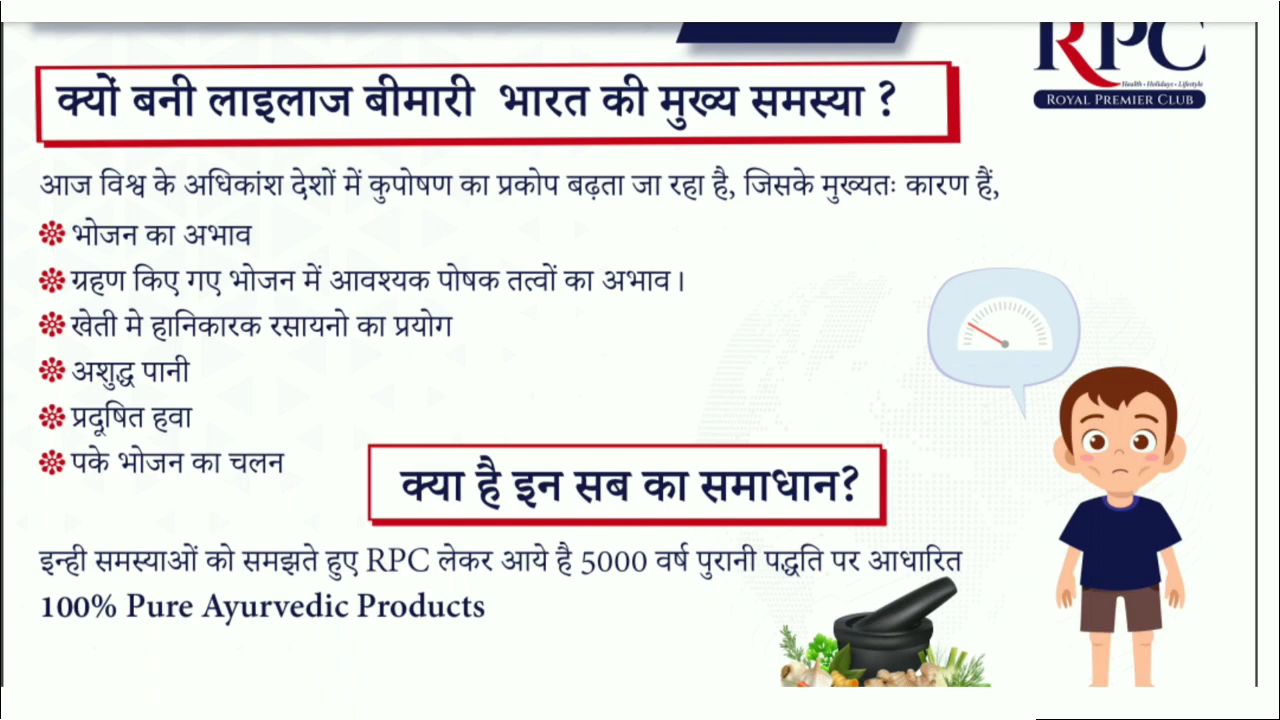 RPC
Health • Holidays • Lifestyle
ROYAL PREMIER CLUB
क्यों बनी लाइलाज बीमारी भारत की मुख्य समस्या ?
आज विश्व के अधिकांश देशों में कुपोषण का प्रकोप बढ़ता जा रहा है, जिसके मुख्यतः कारण हैं,
भोजन का अभाव
ग्रहण किए गए भोजन में आवश्यक पोषक तत्वों का अभाव।
खेती मे हानिकारक रसायनो का प्रयोग
अशुद्ध पानी
प्रदूषित हवा
पके भोजन का चलन
क्या है इन सब का समाधान?
इन्ही समस्याओं को समझते हुए RPC लेकर आये है 5000 वर्ष पुरानी पद्धति पर आधारित
100% Pure Ayurvedic Products